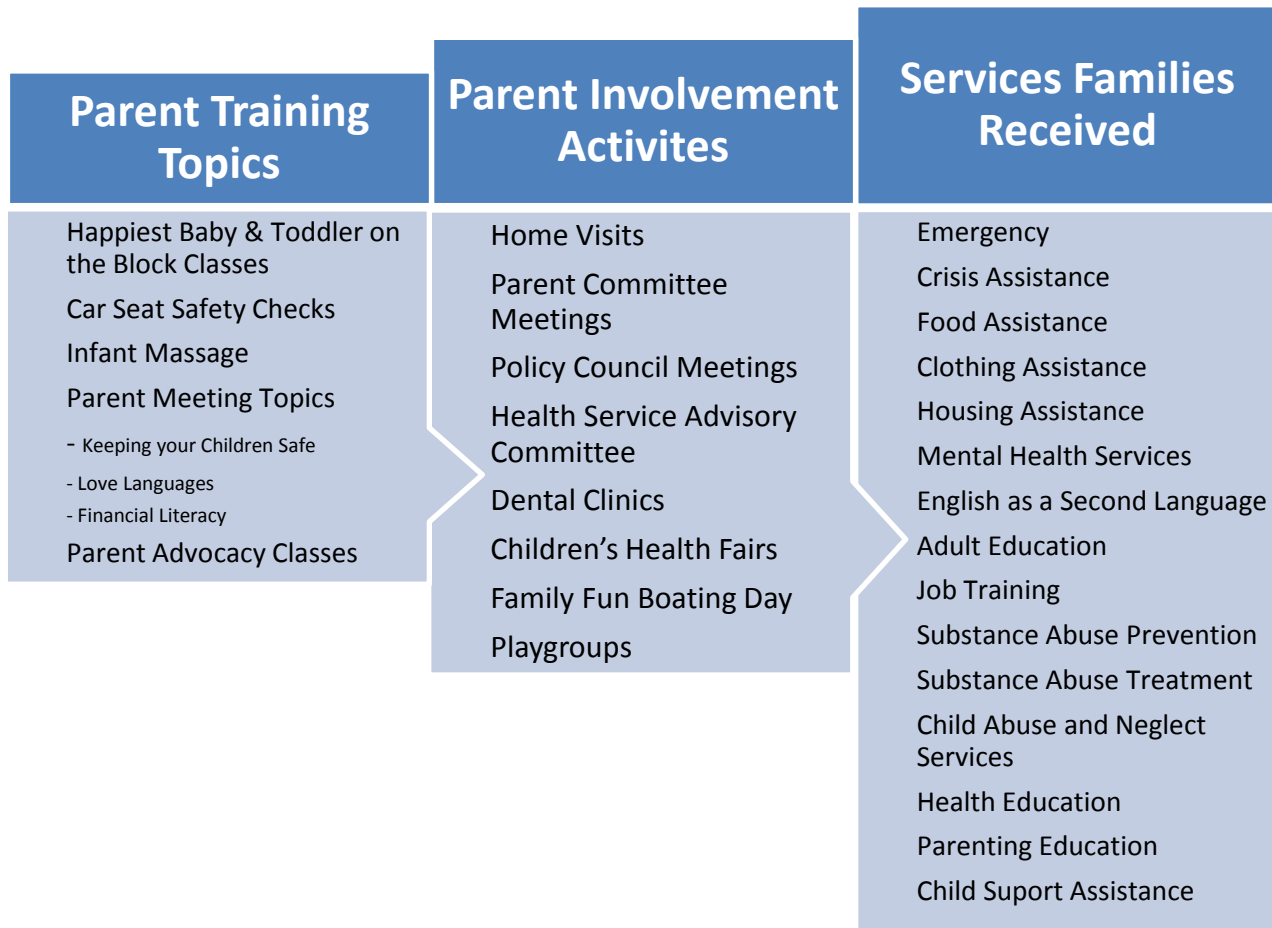 Parent Training
Topics
Happiest Baby & Toddler on
the Block Classes
Car Seat Safety Checks
Infant Massage
Parent Meeting Topics
- Keeping your Children Safe
- Love Languages
- Financial Literacy
Parent Advocacy Classes
Parent Involvement
Activites
Home Visits
Parent Committee
Meetings
Policy Council Meetings
Health Service Advisory
Committee
Dental Clinics
Children’s Health Fairs
Family Fun Boating Day
Playgroups
Services Families
Received
Emergency
Crisis Assistance
Food Assistance
Clothing Assistance
Housing Assistance
Mental Health Services
English as a Second Language
Adult Education
Job Training
Substance Abuse Prevention
Substance Abuse Treatment
Child Abuse and Neglect
Services
Health Education
Parenting Education
Child Suport Assistance